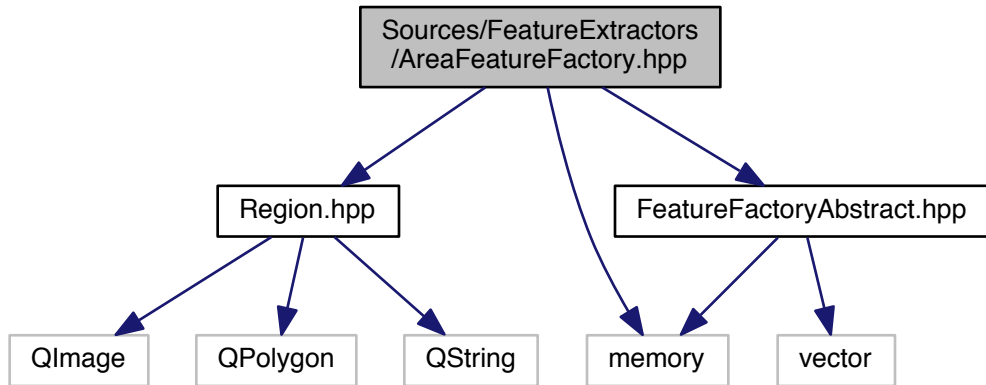 Sources/FeatureExtractors
/AreaFeatureFactory.hpp
Region.hpp
FeatureFactoryAbstract.hpp
QImage
QPolygon
QString
memory
vector